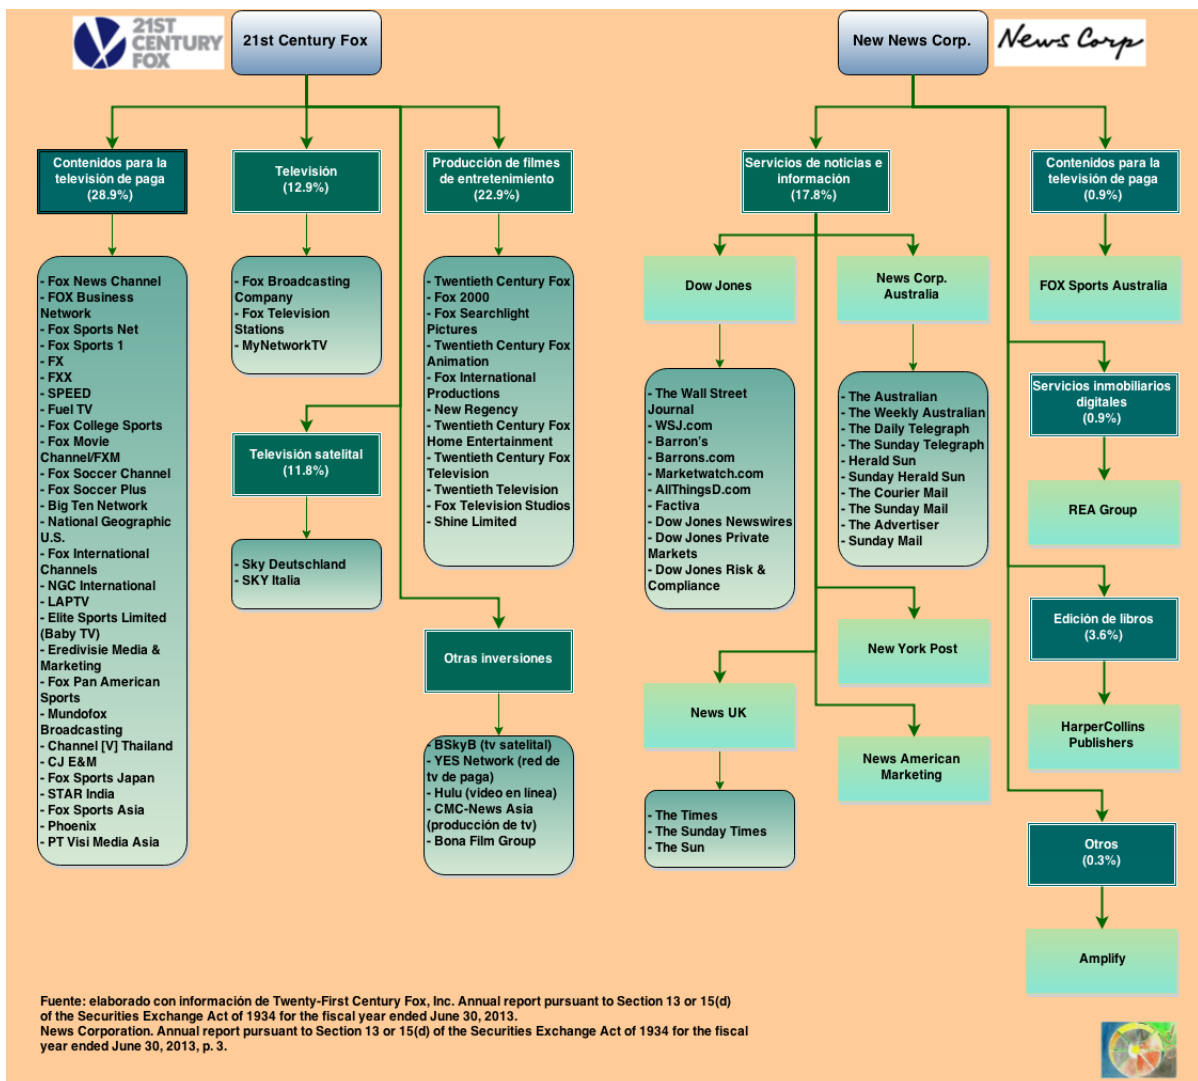 21ST
CENTURY
FOX
21st Century Fox
New News Corp.
News Corp
Contenidos para la
televisión de paga
(28.9%)
- Fox News Channel
- FOX Business
Network
- Fox Sports Net
- Fox Sports 1
- FX
- FXX
- SPEED
- Fuel TV
- Fox College Sports
- Fox Movie
Channel/FXM
- Fox Soccer Channel
- Fox Soccer Plus
- Big Ten Network
- National Geographic
U.S.
- Fox International
Channels
- NGC International
- LAPTV
- Elite Sports Limited
(Baby TV)
- Eredivisie Media &
Marketing
- Fox Pan American
Sports
- Mundofox
Broadcasting
- Channel [V] Thailand
- CJ E&M
- Fox Sports Japan
- STAR India
- Fox Sports Asia
- Phoenix
- PT Visi Media Asia
Televisión
(12.9%)
- Fox Broadcasting
Company
- Fox Television
Stations
- MyNetworkTV
Televisión satelital
(11.8%)
- Sky Deutschland
- SKY Italia
Producción de filmes
de entretenimiento
(22.9%)
- Twentieth Century Fox
- Fox 2000
- Fox Searchlight
Pictures
- Twentieth Century Fox
Animation
- Fox International
Productions
- New Regency
- Twentieth Century Fox
Home Entertainment
- Twentieth Century Fox
Television
- Twentieth Television
- Fox Television Studios
- Shine Limited
Otras inversiones
- BSkyB (tv satelital)
- YES Network (red de
tv de paga)
- Hulu (video en línea)
- CMC-News Asia
(producción de tv)
- Bona Film Group
Servicios de noticias e
información
(17.8%)
Dow Jones
- The Wall Street
Journal
- WSJ.com
- Barron's
- Barrons.com
- Marketwatch.com
- AllThingsD.com
- Factiva
- Dow Jones Newswires
- Dow Jones Private
Markets
- Dow Jones Risk &
Compliance
News Corp.
Australia
- The Australian
- The Weekly Australian
- The Daily Telegraph
- The Sunday Telegraph
- Herald Sun
- Sunday Herald Sun
- The Courier Mail
- The Sunday Mail
- The Advertiser
- Sunday Mail
New York Post
News UK
- The Times
- The Sunday Times
- The Sun
News American
Marketing
Contenidos para la
televisión de paga
(0.9%)
FOX Sports Australia
Servicios inmobiliarios
digitales
(0.9%)
REA Group
Edición de libros
(3.6%)
HarperCollins
Publishers
Otros
(0.3%)
Amplify
Fuente: elaborado con información de Twenty-First Century Fox, Inc. Annual report pursuant to Section 13 or 15(d)
of the Securities Exchange Act of 1934 for the fiscal year ended June 30, 2013.
News Corporation. Annual report pursuant to Section 13 or 15(d) of the Securities Exchange Act of 1934 for the fiscal
year ended June 30, 2013, p. 3.